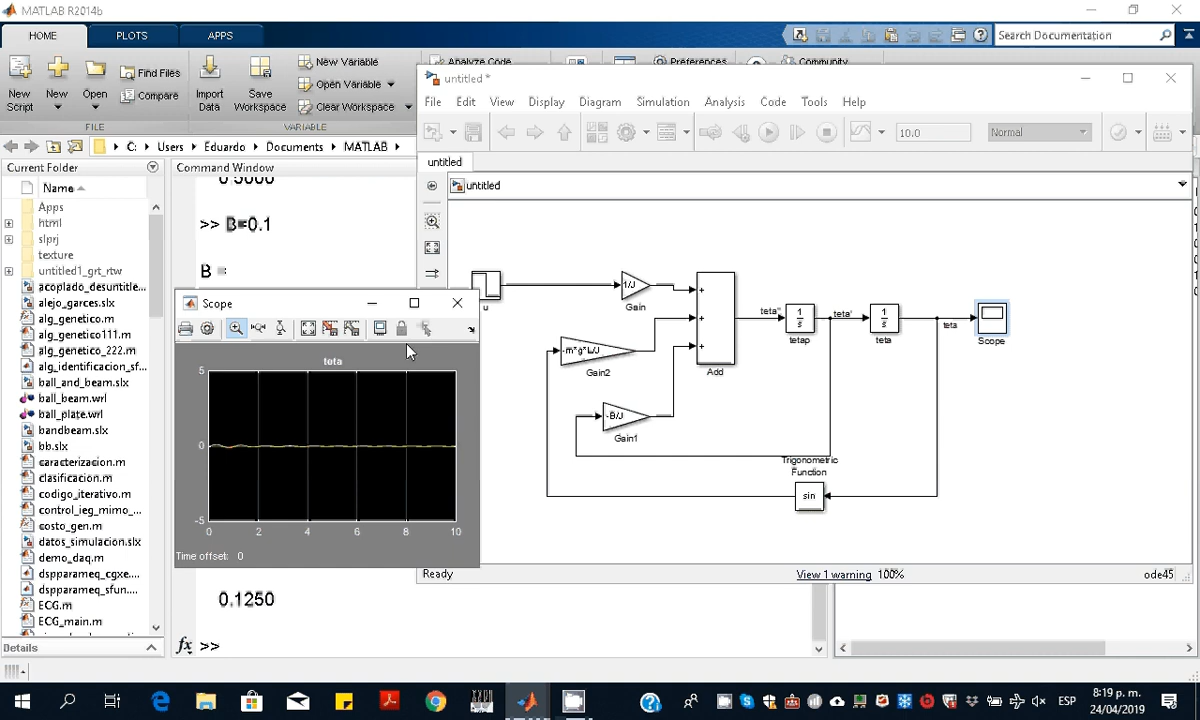 MATLAB R2014b
HOME PLOTS APPS
Search Documentation
New Script
New
Open
Find Files
Compare
Import Data
Save Workspace
New Variable
Open Variable
Clear Workspace
Analyze Code
Preferences
Community
FILE
VARIABLE
C: Users Eduardo Documents MATLAB
Current Folder
Name
Apps
html
slprj
texture
untitled1_grt_rtw
acoplado_desuntitle...
alejo_garces.slx
alg_genetico.m
alg_genetico111.m
alg_genetico_222.m
alg_identificacion_sf...
ball_and_beam.slx
ball_beam.wrl
ball_plate.wrl
bandbeam.slx
bb.slx
caracterizacion.m
clasificacion.m
codigo_iterativo.m
control_ieg_mimo_...
costo_gen.m
datos_simulacion.slx
demo_daq.m
dspparameq_cgxe....
dspparameq_sfun....
ECG.m
ECG_main.m
Details
Command Window
0.5000
>> B=0.1
B =
0.1250
fx >>
Scope
teta
5
0
-5
0 2 4 6 8 10
Time offset: 0
untitled *
File Edit View Display Diagram Simulation Analysis Code Tools Help
10.0
Normal
untitled
untitled
u
1/J
Gain
-m*g*L/J
Gain2
-B/J
Gain1
+
+
+
Add
teta''
1
s
tetap
teta'
1
s
teta
teta
Scope
Trigonometric
Function
sin
Ready
View 1 warning 100%
ode45
ESP
8:19 p. m.
24/04/2019